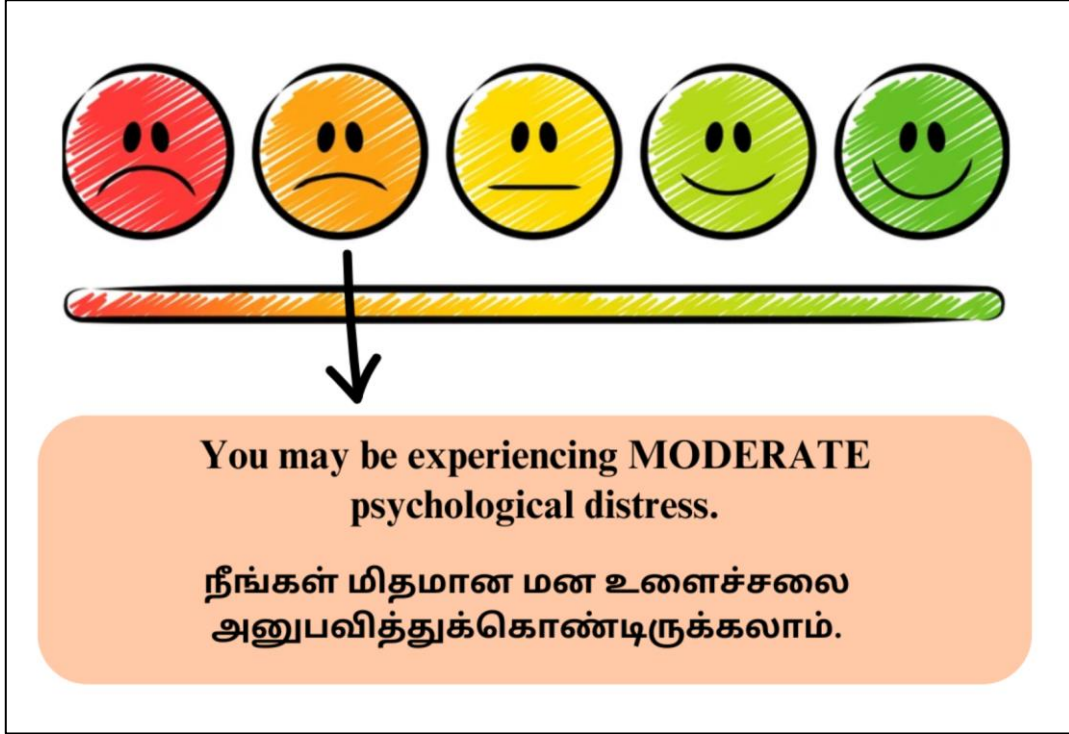 You may be experiencing MODERATE
psychological distress.
நீங்கள் மிதமான மன உளைச்சலை
அனுபவித்துக்கொண்டிருக்கலாம்.